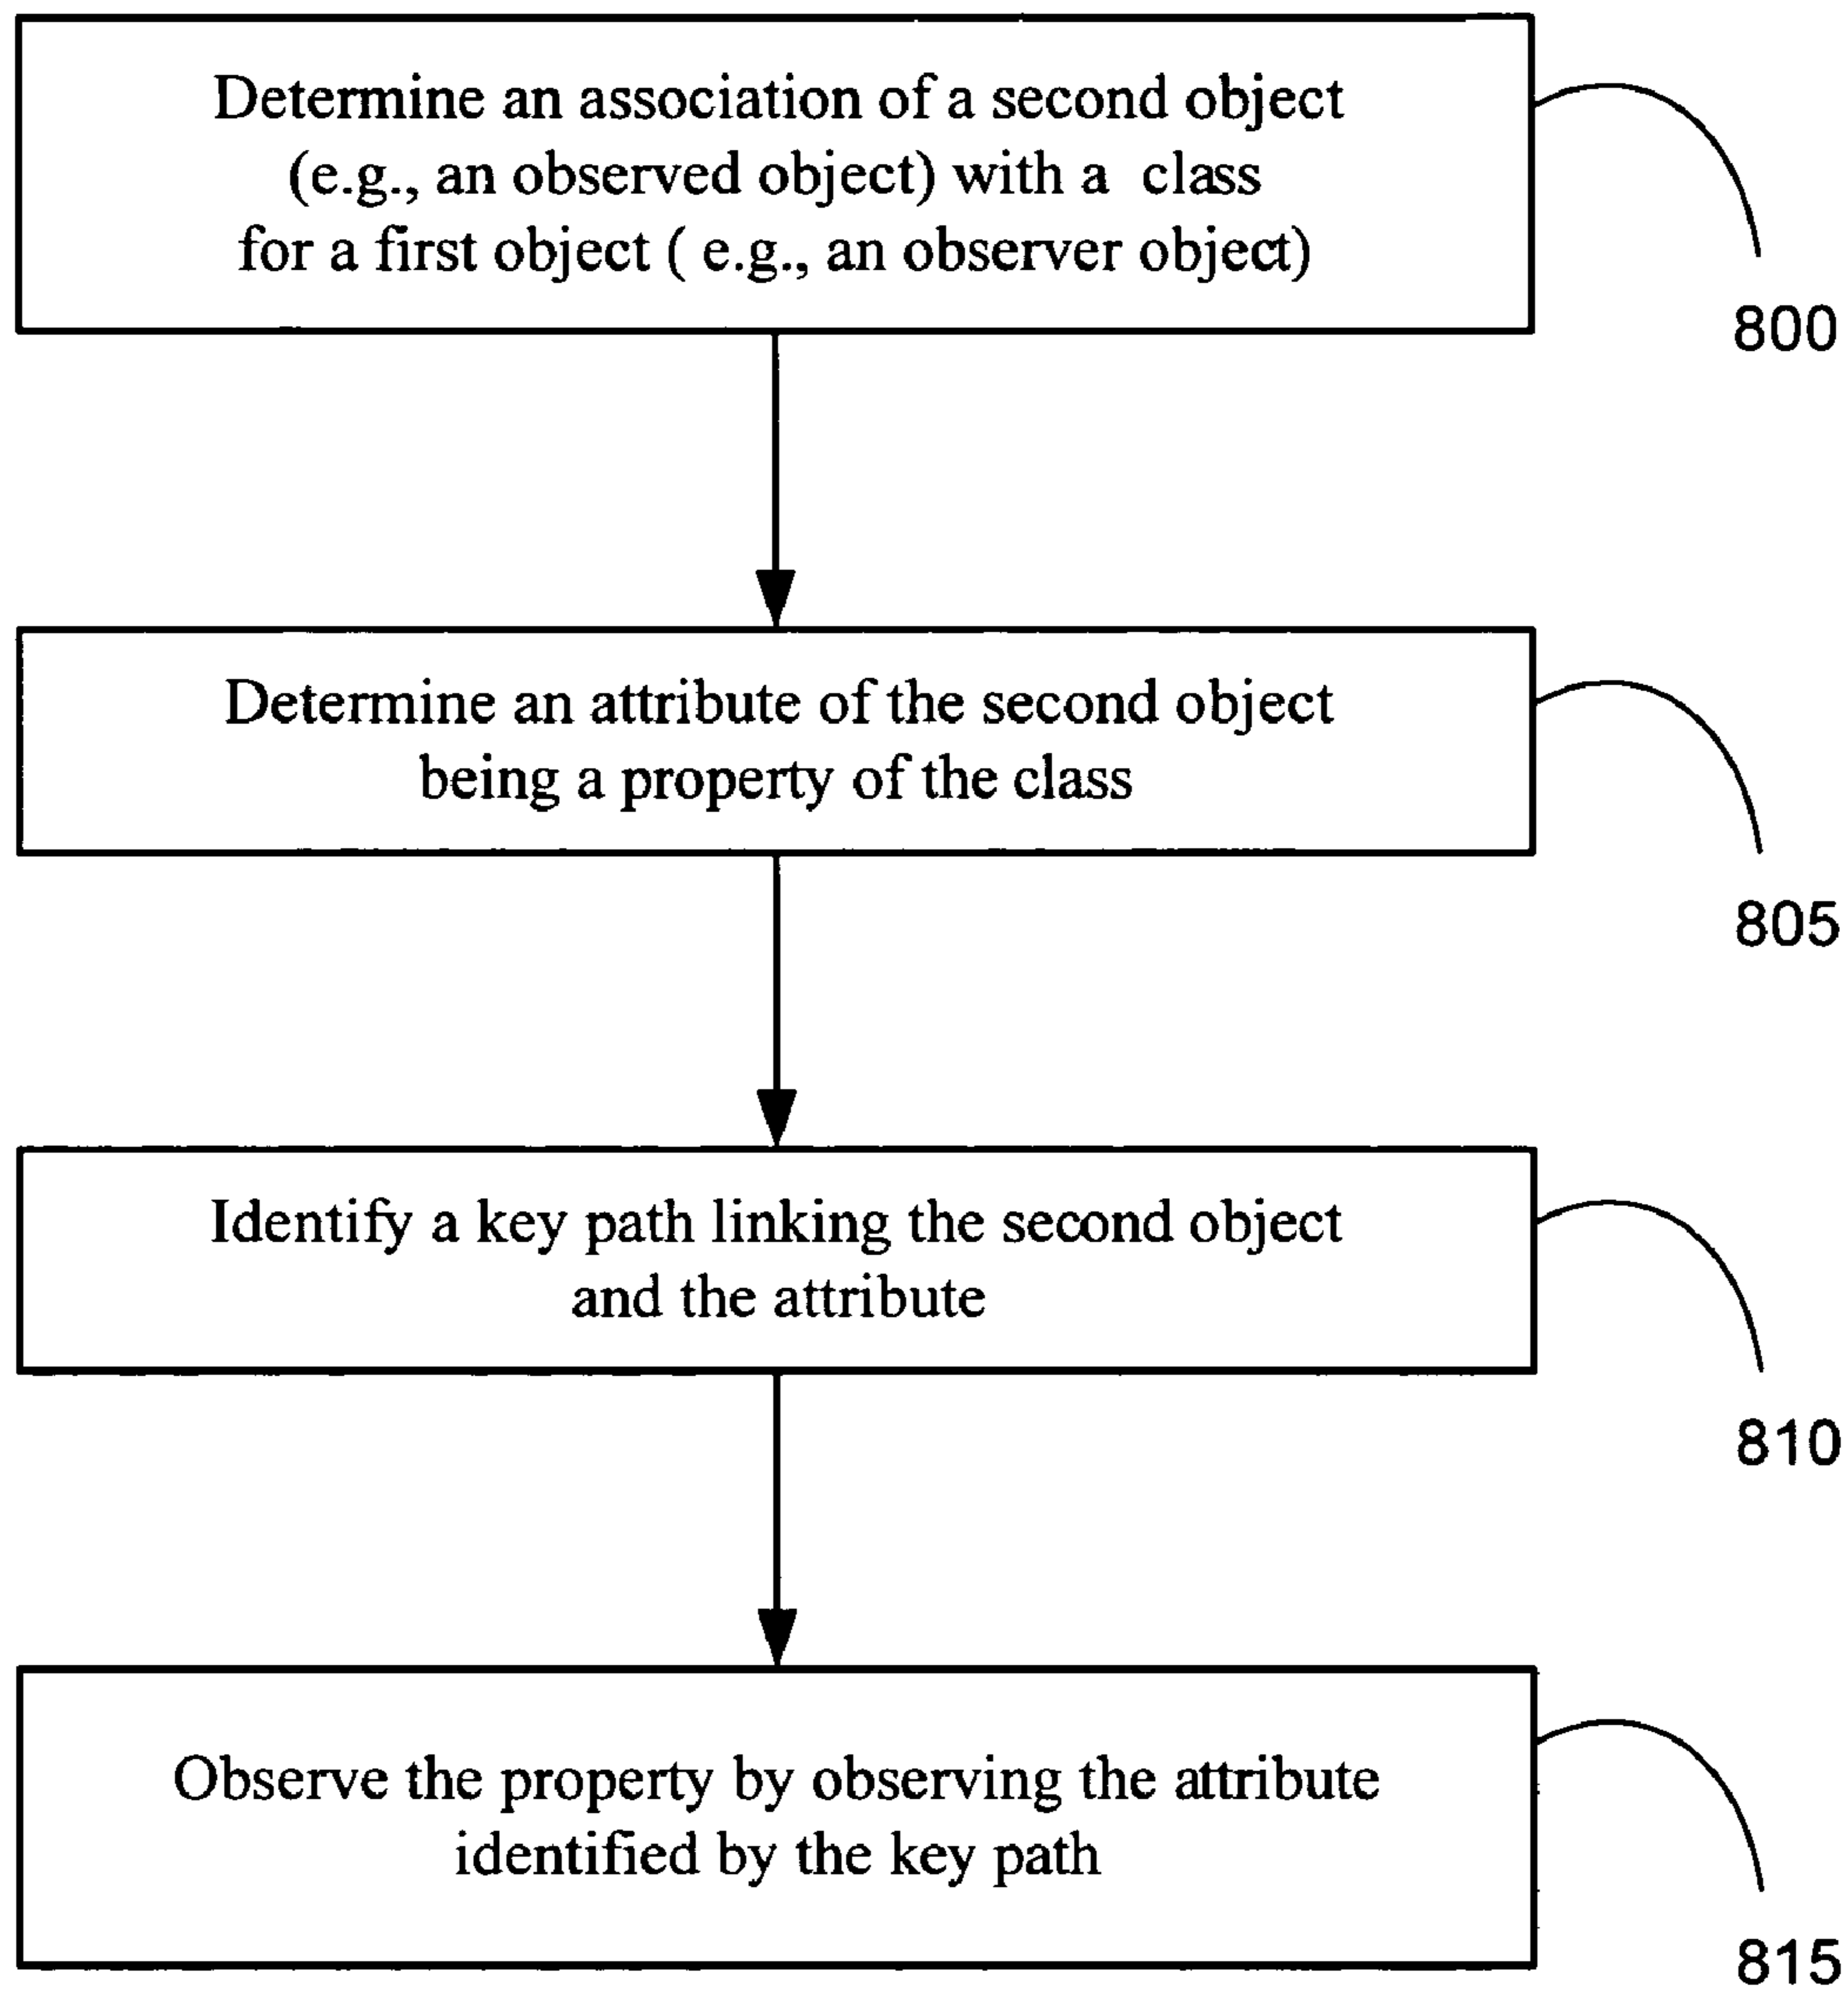 Determine an association of a second object
(e.g., an observed object) with a class
for a first object ( e.g., an observer object)
800
Determine an attribute of the second object
being a property of the class
805
Identify a key path linking the second object
and the attribute
810
Observe the property by observing the attribute
identified by the key path
815